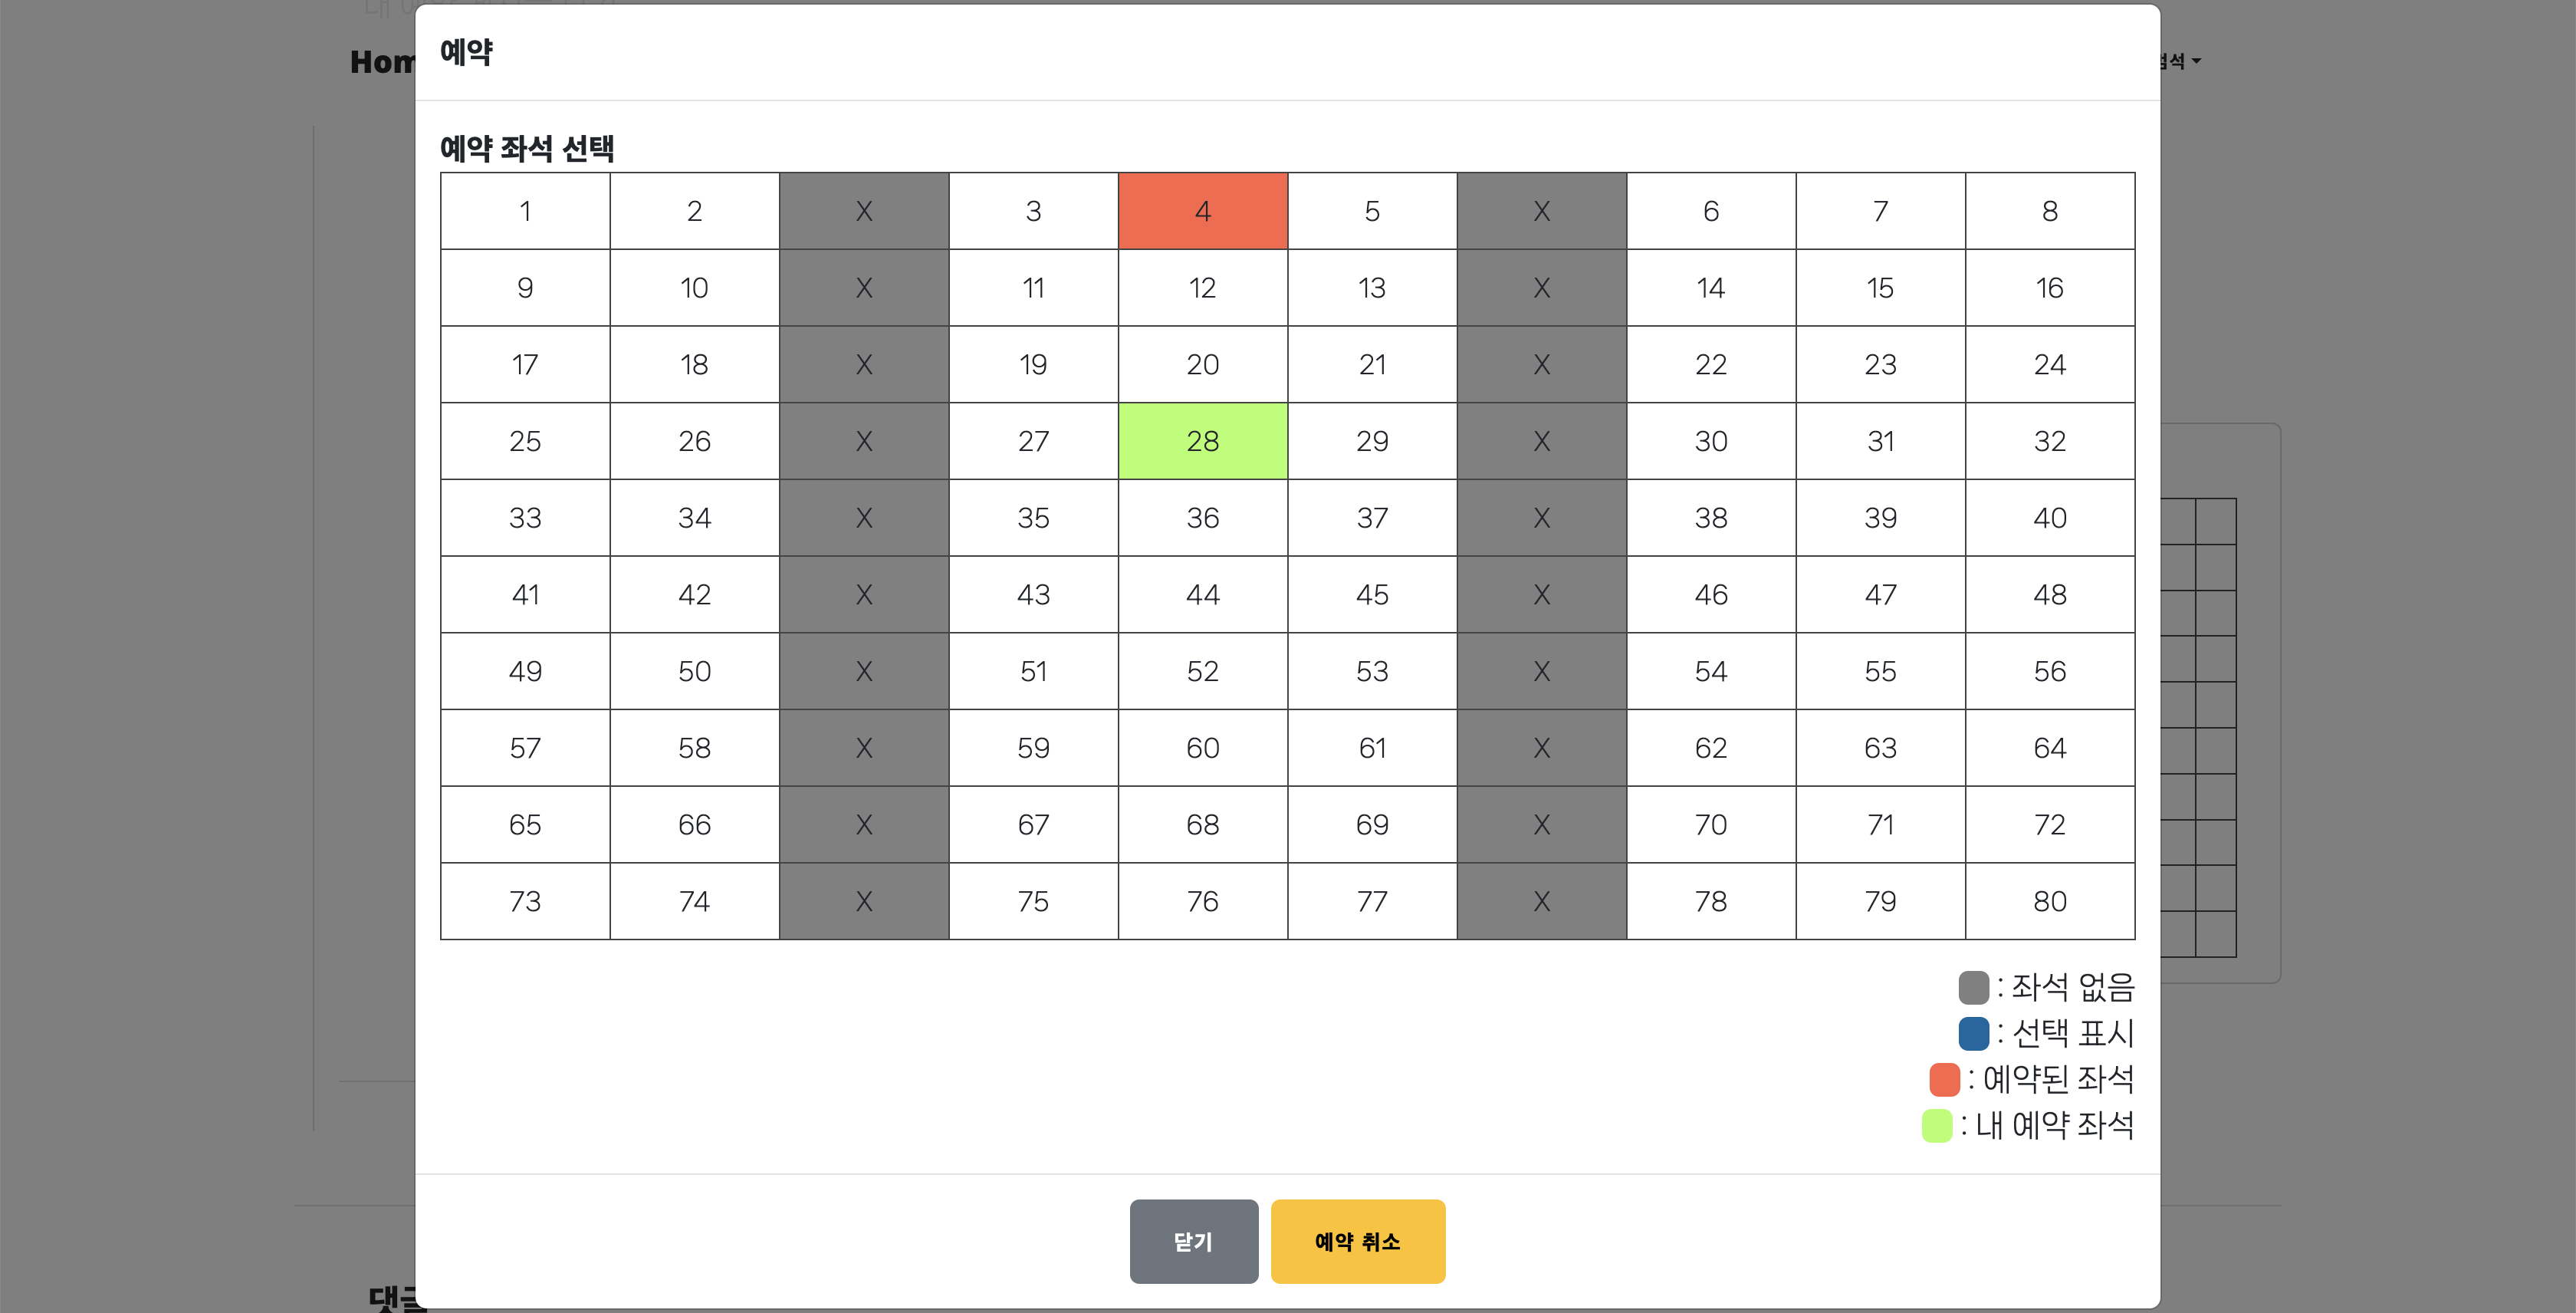 예약
예약 좌석 선택
1 2 X 3 4 5 X 6 7 8
9 10 X 11 12 13 X 14 15 16
17 18 X 19 20 21 X 22 23 24
25 26 X 27 28 29 X 30 31 32
33 34 X 35 36 37 X 38 39 40
41 42 X 43 44 45 X 46 47 48
49 50 X 51 52 53 X 54 55 56
57 58 X 59 60 61 X 62 63 64
65 66 X 67 68 69 X 70 71 72
73 74 X 75 76 77 X 78 79 80
: 좌석 없음
: 선택 표시
: 예약된 좌석
: 내 예약 좌석
닫기 예약 취소